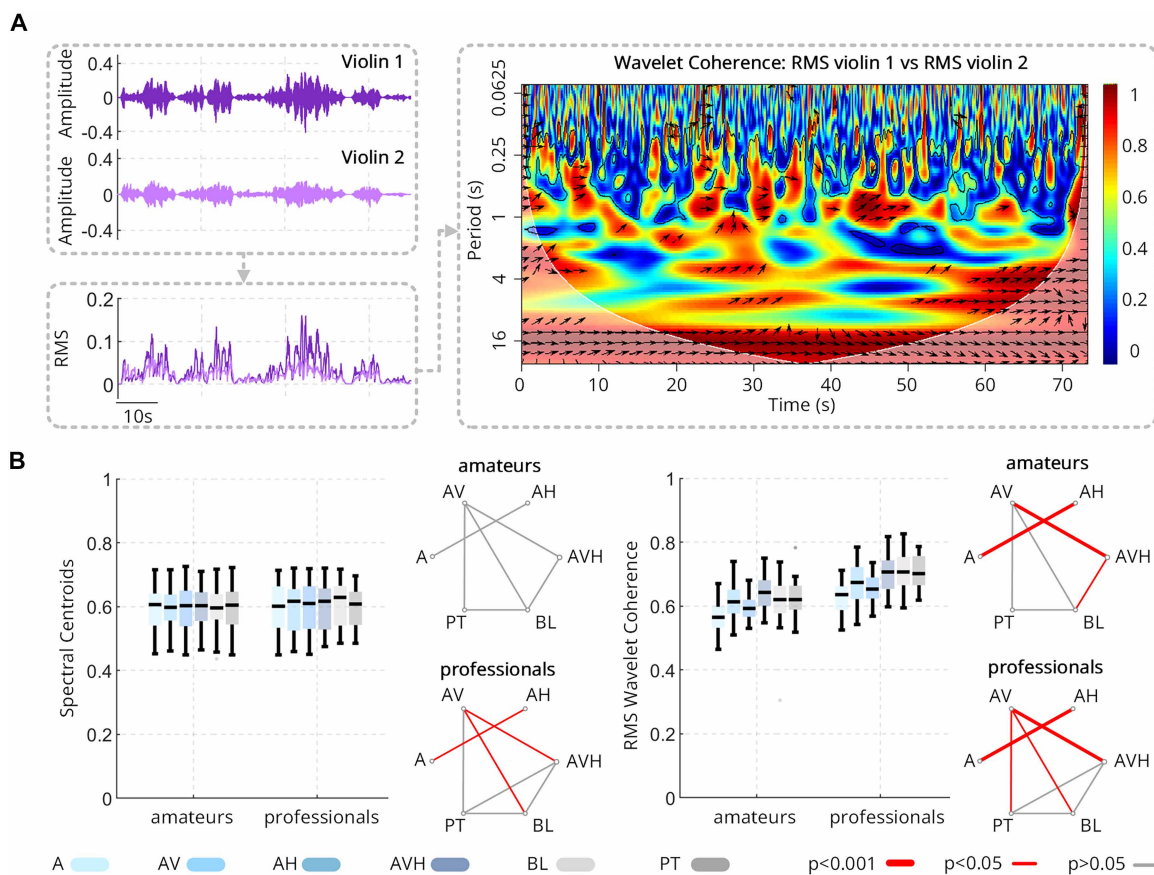 A
Violin 1
Amplitude
0.4
0
-0.4
Violin 2
Amplitude
0.4
0
-0.4
RMS
0.2
0.1
0
10s
Wavelet Coherence: RMS violin 1 vs RMS violin 2
Period (s)
0.0625
0.25
1
4
16
0 10 20 30 40 50 60 70
Time (s)
1
0.8
0.6
0.4
0.2
0
B
Spectral Centroids
1
0.8
0.6
0.4
0.2
0
amateurs professionals
amateurs
AV AH
A AVH
PT BL
professionals
AV AH
A AVH
PT BL
RMS Wavelet Coherence
1
0.8
0.6
0.4
0.2
0
amateurs professionals
amateurs
AV AH
A AVH
PT BL
professionals
AV AH
A AVH
PT BL
A AV AH AVH BL PT p<0.001 p<0.05 p>0.05